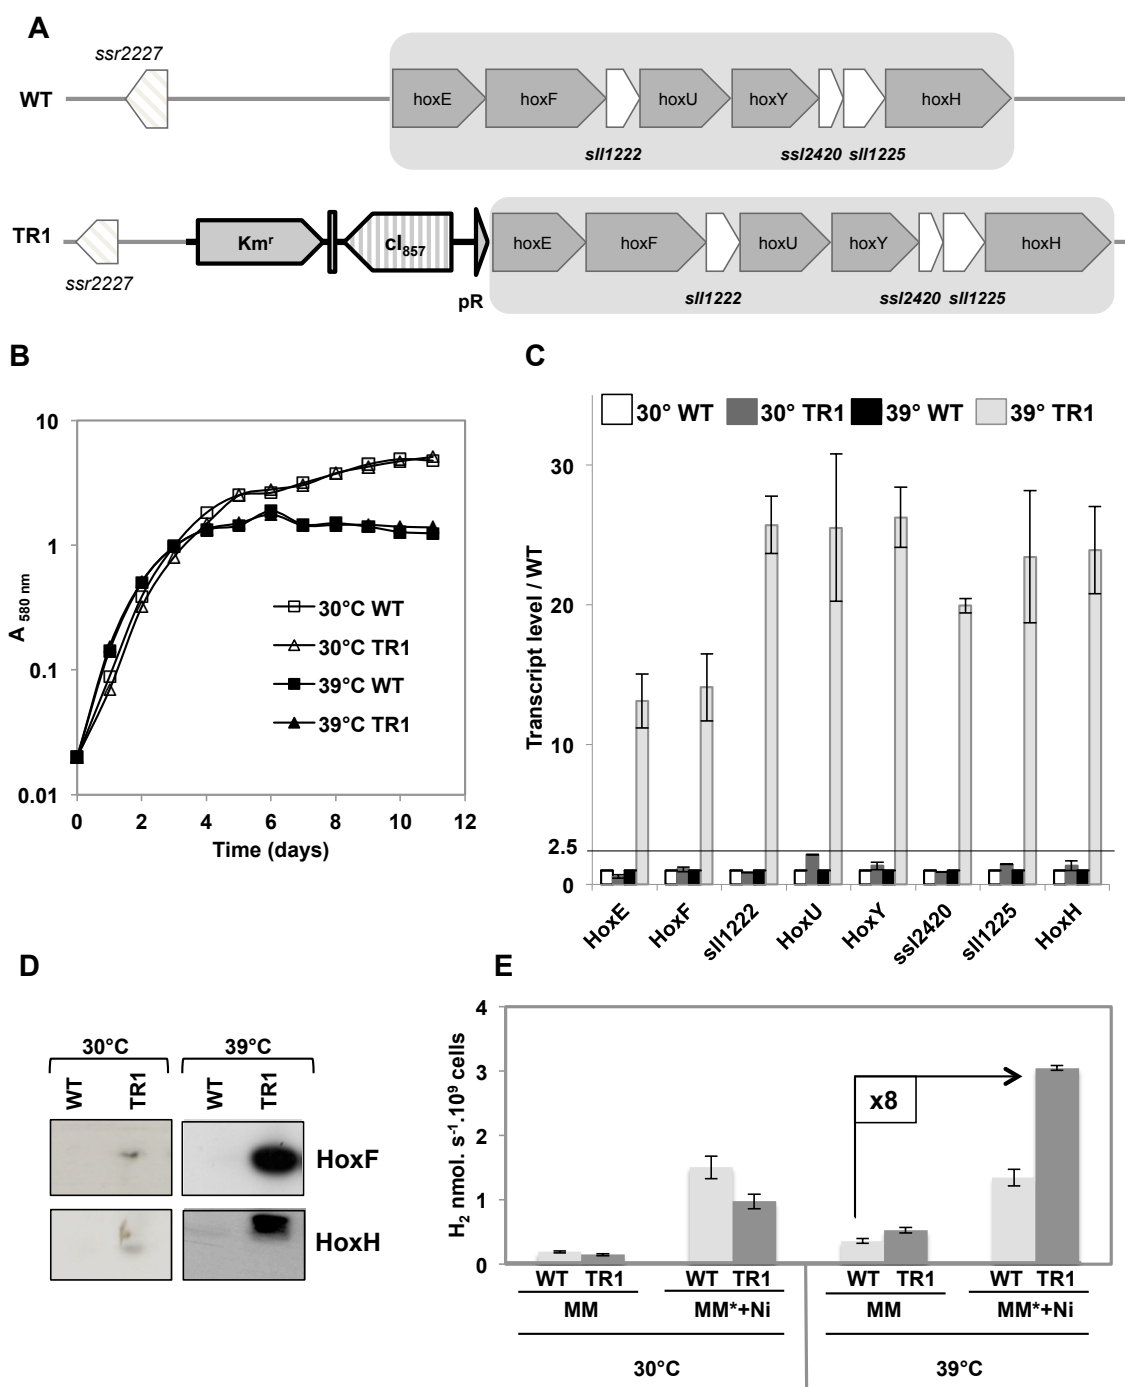 A
ssr2227
WT
hoxE hoxF hoxU hoxY hoxH
sll1222 ssl2420 sll1225
TR1
Kmʳ cI₈₅₇ hoxE hoxF hoxU hoxY hoxH
ssr2227 pR sll1222 ssl2420 sll1225
B
10
1
0.1
0.01
A 580 nm
0 2 4 6 8 10 12
Time (days)
30°C WT
30°C TR1
39°C WT
39°C TR1
C
30° WT 30° TR1 39° WT 39° TR1
30
20
10
2.5
0
Transcript level / WT
HoxE HoxF sll1222 HoxU HoxY ssl2420 sll1225 HoxH
D
30°C 39°C
WT TR1 WT TR1
HoxF
HoxH
E
4
3
2
1
0
H₂ nmol. s⁻¹.10⁹ cells
x8
WT TR1 WT TR1 WT TR1 WT TR1
MM MM*+Ni MM MM*+Ni
30°C 39°C